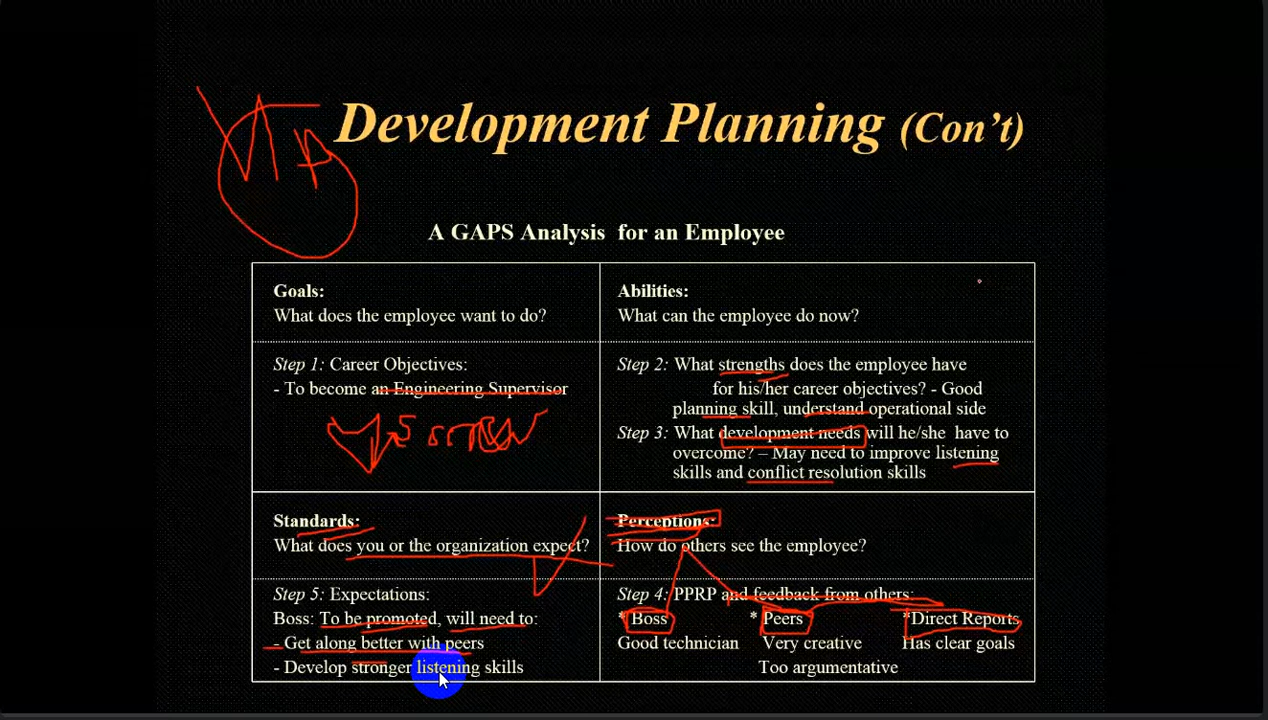 Development Planning (Con't)
A GAPS Analysis for an Employee
Goals:
What does the employee want to do?
Step 1: Career Objectives:
- To become an Engineering Supervisor
Abilities:
What can the employee do now?
Step 2: What strengths does the employee have
for his/her career objectives? - Good
planning skill, understand operational side
Step 3: What development needs will he/she have to
overcome? – May need to improve listening
skills and conflict resolution skills
Standards:
What does you or the organization expect?
Step 5: Expectations:
Boss: To be promoted, will need to:
- Get along better with peers
- Develop stronger listening skills
Perceptions:
How do others see the employee?
Step 4: PPRP and feedback from others:
* Boss * Peers *Direct Reports
Good technician Very creative Has clear goals
Too argumentative